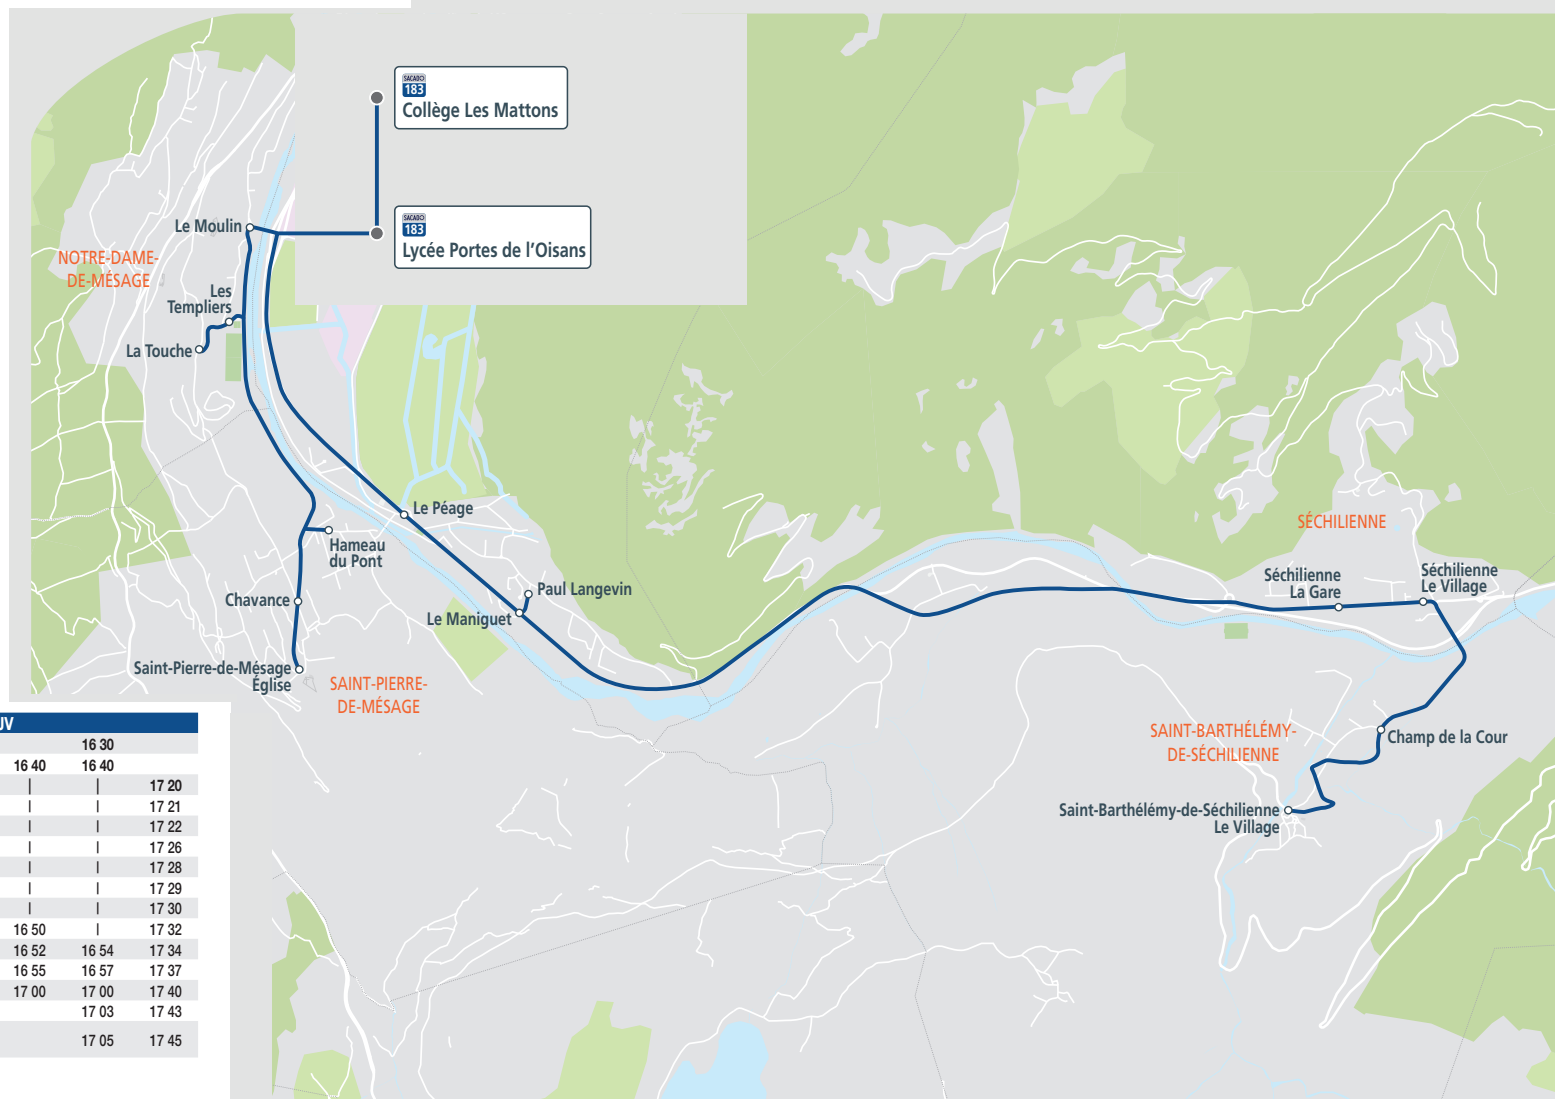 SACADO
183
Collège Les Mattons
SACADO
183
Lycée Portes de l'Oisans
Le Moulin
NOTRE-DAME-
DE-MÉSAGE
Les
Templiers
La Touche
Le Péage
Hameau
du Pont
Chavance
Paul Langevin
Le Maniguet
Saint-Pierre-de-Mésage
Église
SAINT-PIERRE-
DE-MÉSAGE
SÉCHILIENNE
Séchilienne
La Gare
Séchilienne
Le Village
SAINT-BARTHÉLÉMY-
DE-SÉCHILIENNE
Champ de la Cour
Saint-Barthélémy-de-Séchilienne
Le Village
JV
16 30
16 40 16 40
| | 17 20
| | 17 21
| | 17 22
| | 17 26
| | 17 28
| | 17 29
| | 17 30
16 50 | 17 32
16 52 16 54 17 34
16 55 16 57 17 37
17 00 17 00 17 40
17 03 17 43
17 05 17 45